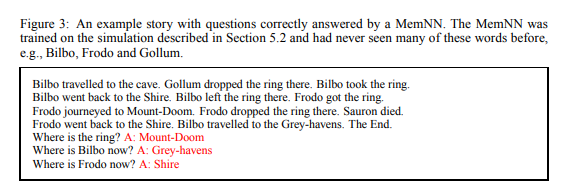 Figure 3: An example story with questions correctly answered by a MemNN. The MemNN was
trained on the simulation described in Section 5.2 and had never seen many of these words before,
e.g., Bilbo, Frodo and Gollum.
Bilbo travelled to the cave. Gollum dropped the ring there. Bilbo took the ring.
Bilbo went back to the Shire. Bilbo left the ring there. Frodo got the ring.
Frodo journeyed to Mount-Doom. Frodo dropped the ring there. Sauron died.
Frodo went back to the Shire. Bilbo travelled to the Grey-havens. The End.
Where is the ring? A: Mount-Doom
Where is Bilbo now? A: Grey-havens
Where is Frodo now? A: Shire